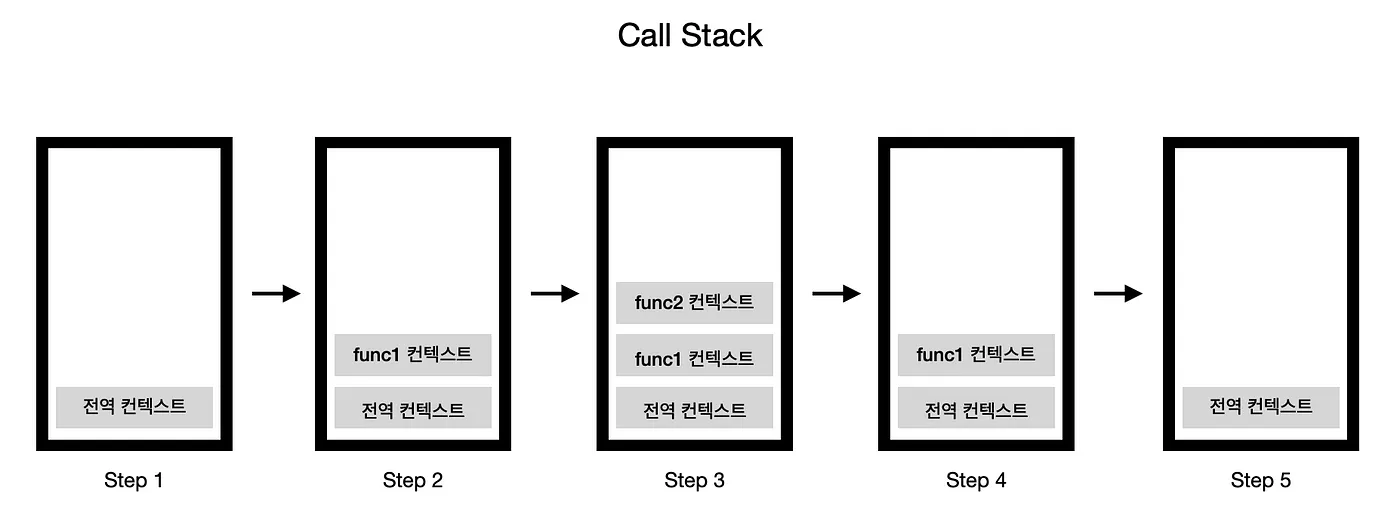 Call Stack
전역 컨텍스트
Step 1
func1 컨텍스트
전역 컨텍스트
Step 2
func2 컨텍스트
func1 컨텍스트
전역 컨텍스트
Step 3
func1 컨텍스트
전역 컨텍스트
Step 4
전역 컨텍스트
Step 5